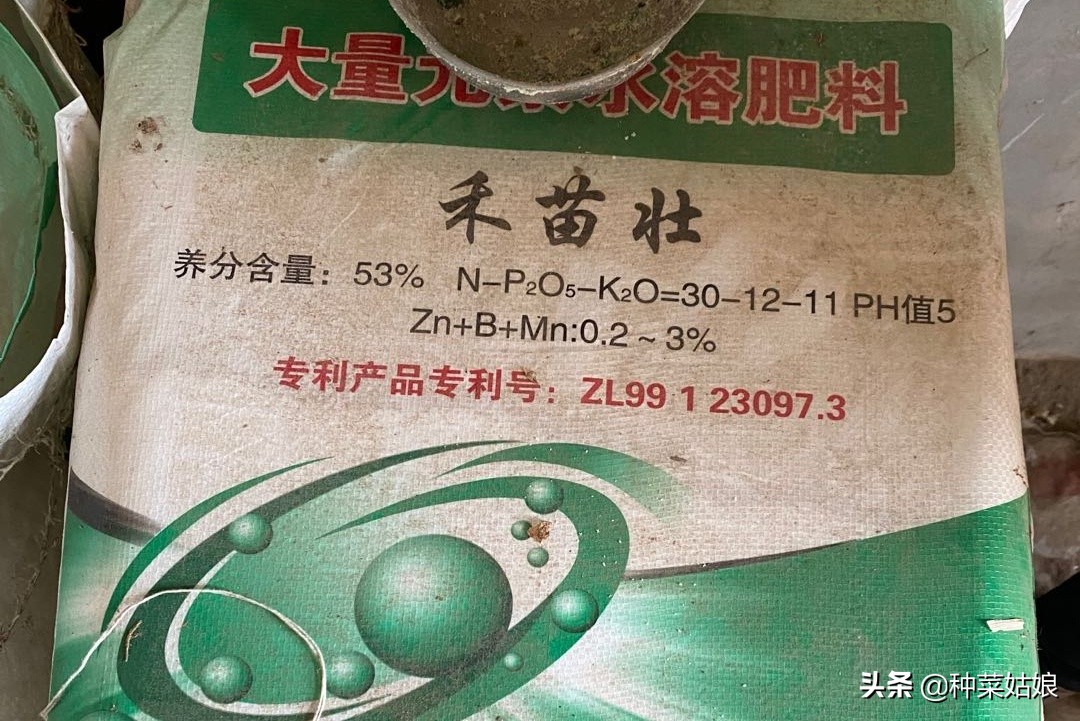 大量元素水溶肥料
禾苗壮
养分含量：53% N-P₂O₅-K₂O=30-12-11 PH值5
Zn+B+Mn:0.2~3%
专利产品专利号：ZL99 1 23097.3
头条 @种菜姑娘